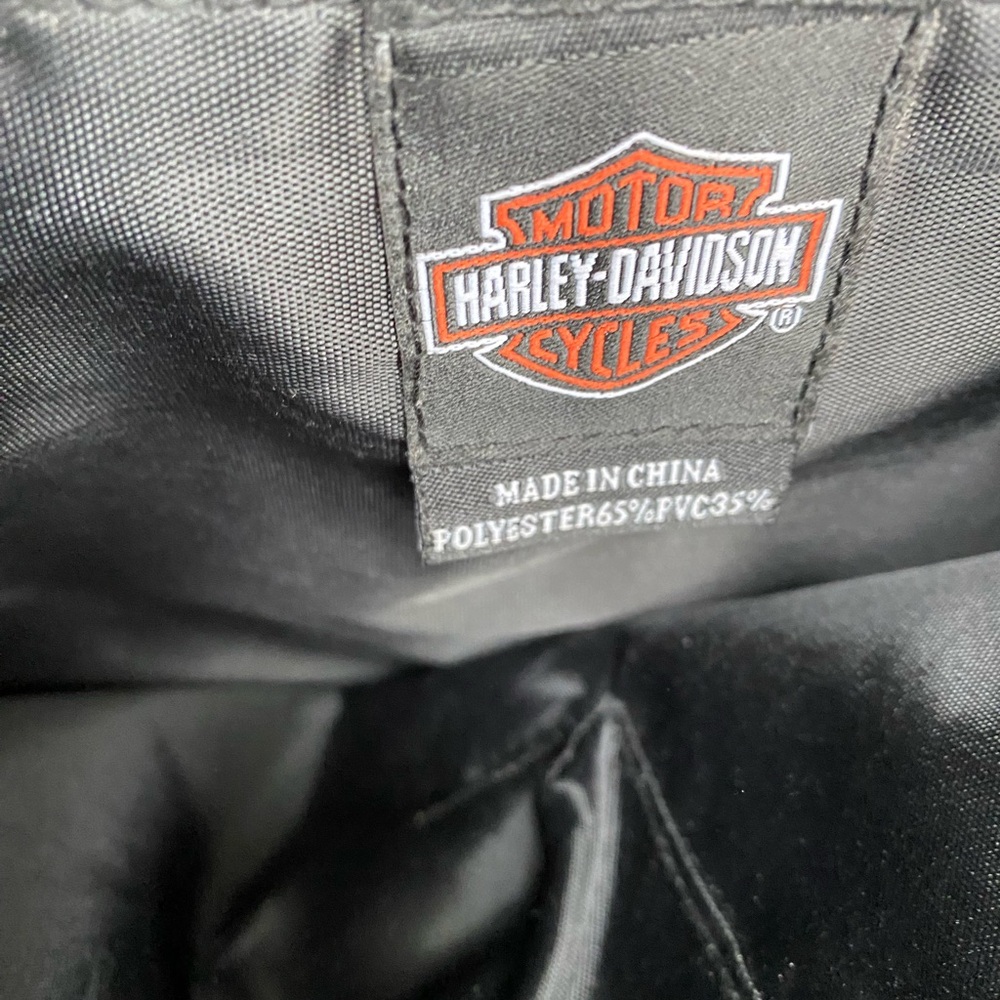 MOTOR
HARLEY-DAVIDSON
CYCLES
®
MADE IN CHINA
POLYESTER65%PVC35%